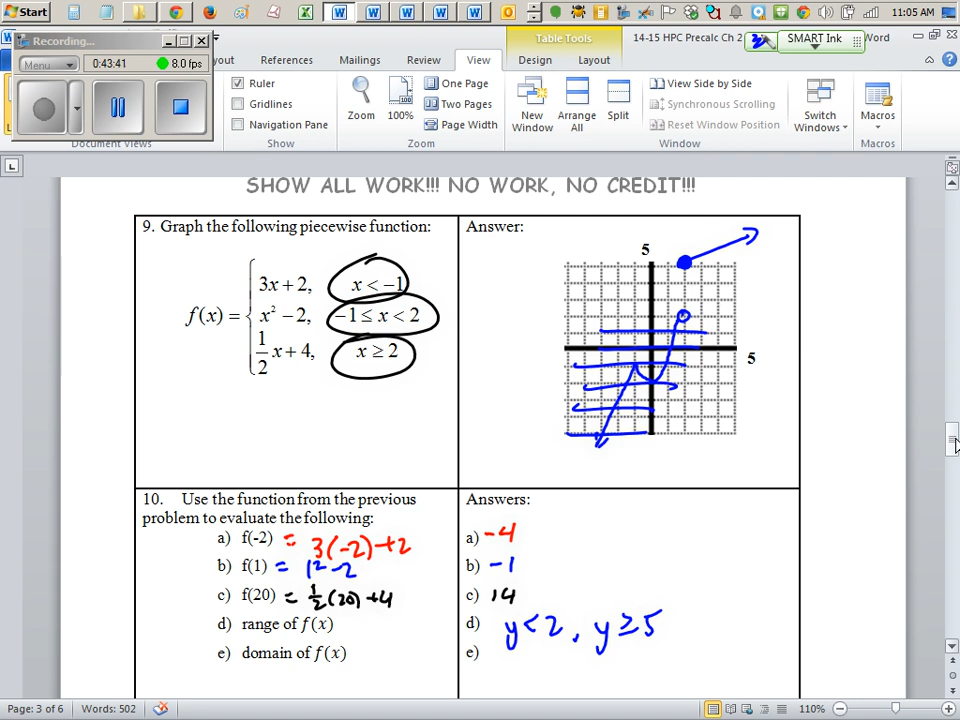 Start
11:05 AM
Recording...
14-15 HPC Precalc Ch 2
Word
Table Tools
SMART Ink
Menu
0:43:41
8.0 fps
References
Mailings
Review
View
Design
Layout
Ruler
Gridlines
Navigation Pane
Zoom
100%
One Page
Two Pages
Page Width
New Window
Arrange All
Split
View Side by Side
Synchronous Scrolling
Reset Window Position
Switch Windows
Macros
Document Views
Show
Zoom
Window
Macros
SHOW ALL WORK!!! NO WORK, NO CREDIT!!!
9. Graph the following piecewise function:
Answer:
5
3x + 2, x < −1
f(x) = x² − 2, −1 ≤ x < 2
1/2 x + 4, x ≥ 2
5
10. Use the function from the previous problem to evaluate the following:
Answers:
a) f(-2) = 3(-2)+2
a) -4
b) f(1) = 1²-2
b) -1
c) f(20) = 1/2(20)+4
c) 14
d) range of f(x)
d) y<2, y≥5
e) domain of f(x)
e)
Page: 3 of 6
Words: 502
110%